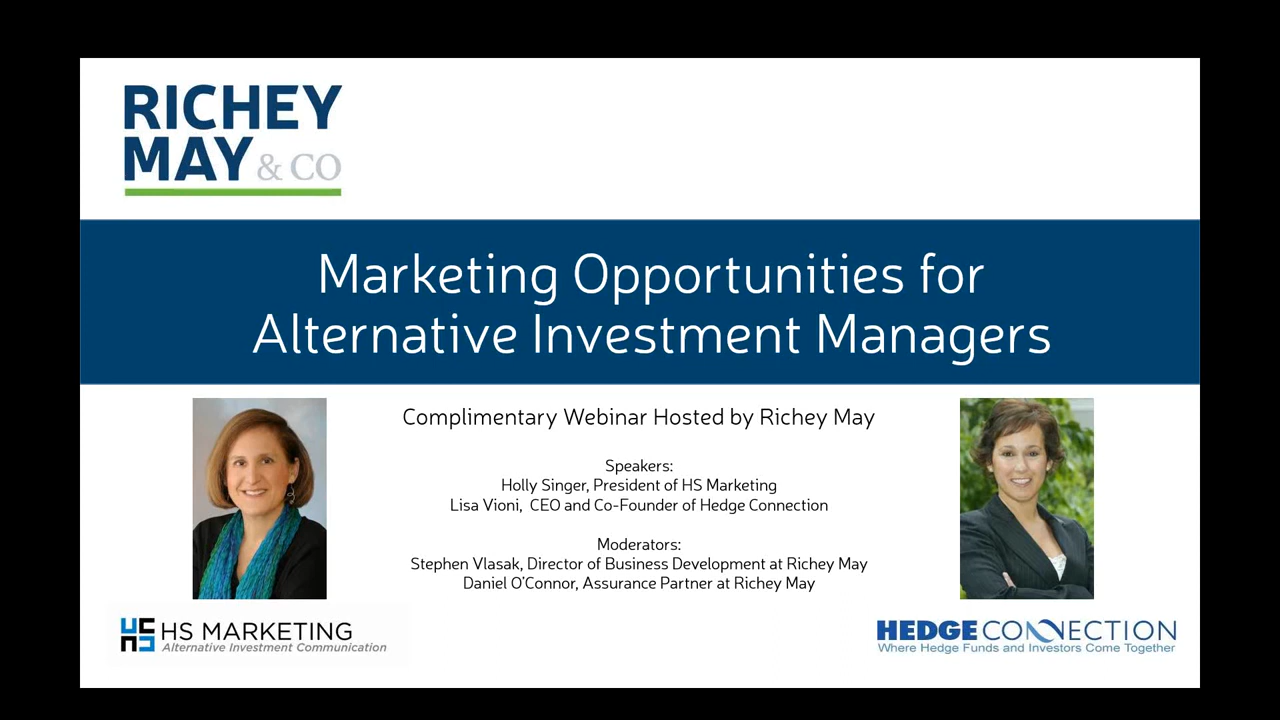 RICHEY
MAY & CO
Marketing Opportunities for
Alternative Investment Managers
Complimentary Webinar Hosted by Richey May
Speakers:
Holly Singer, President of HS Marketing
Lisa Vioni, CEO and Co-Founder of Hedge Connection
Moderators:
Stephen Vlasak, Director of Business Development at Richey May
Daniel O'Connor, Assurance Partner at Richey May
HS MARKETING
Alternative Investment Communication
HEDGE CONNECTION
Where Hedge Funds and Investors Come Together